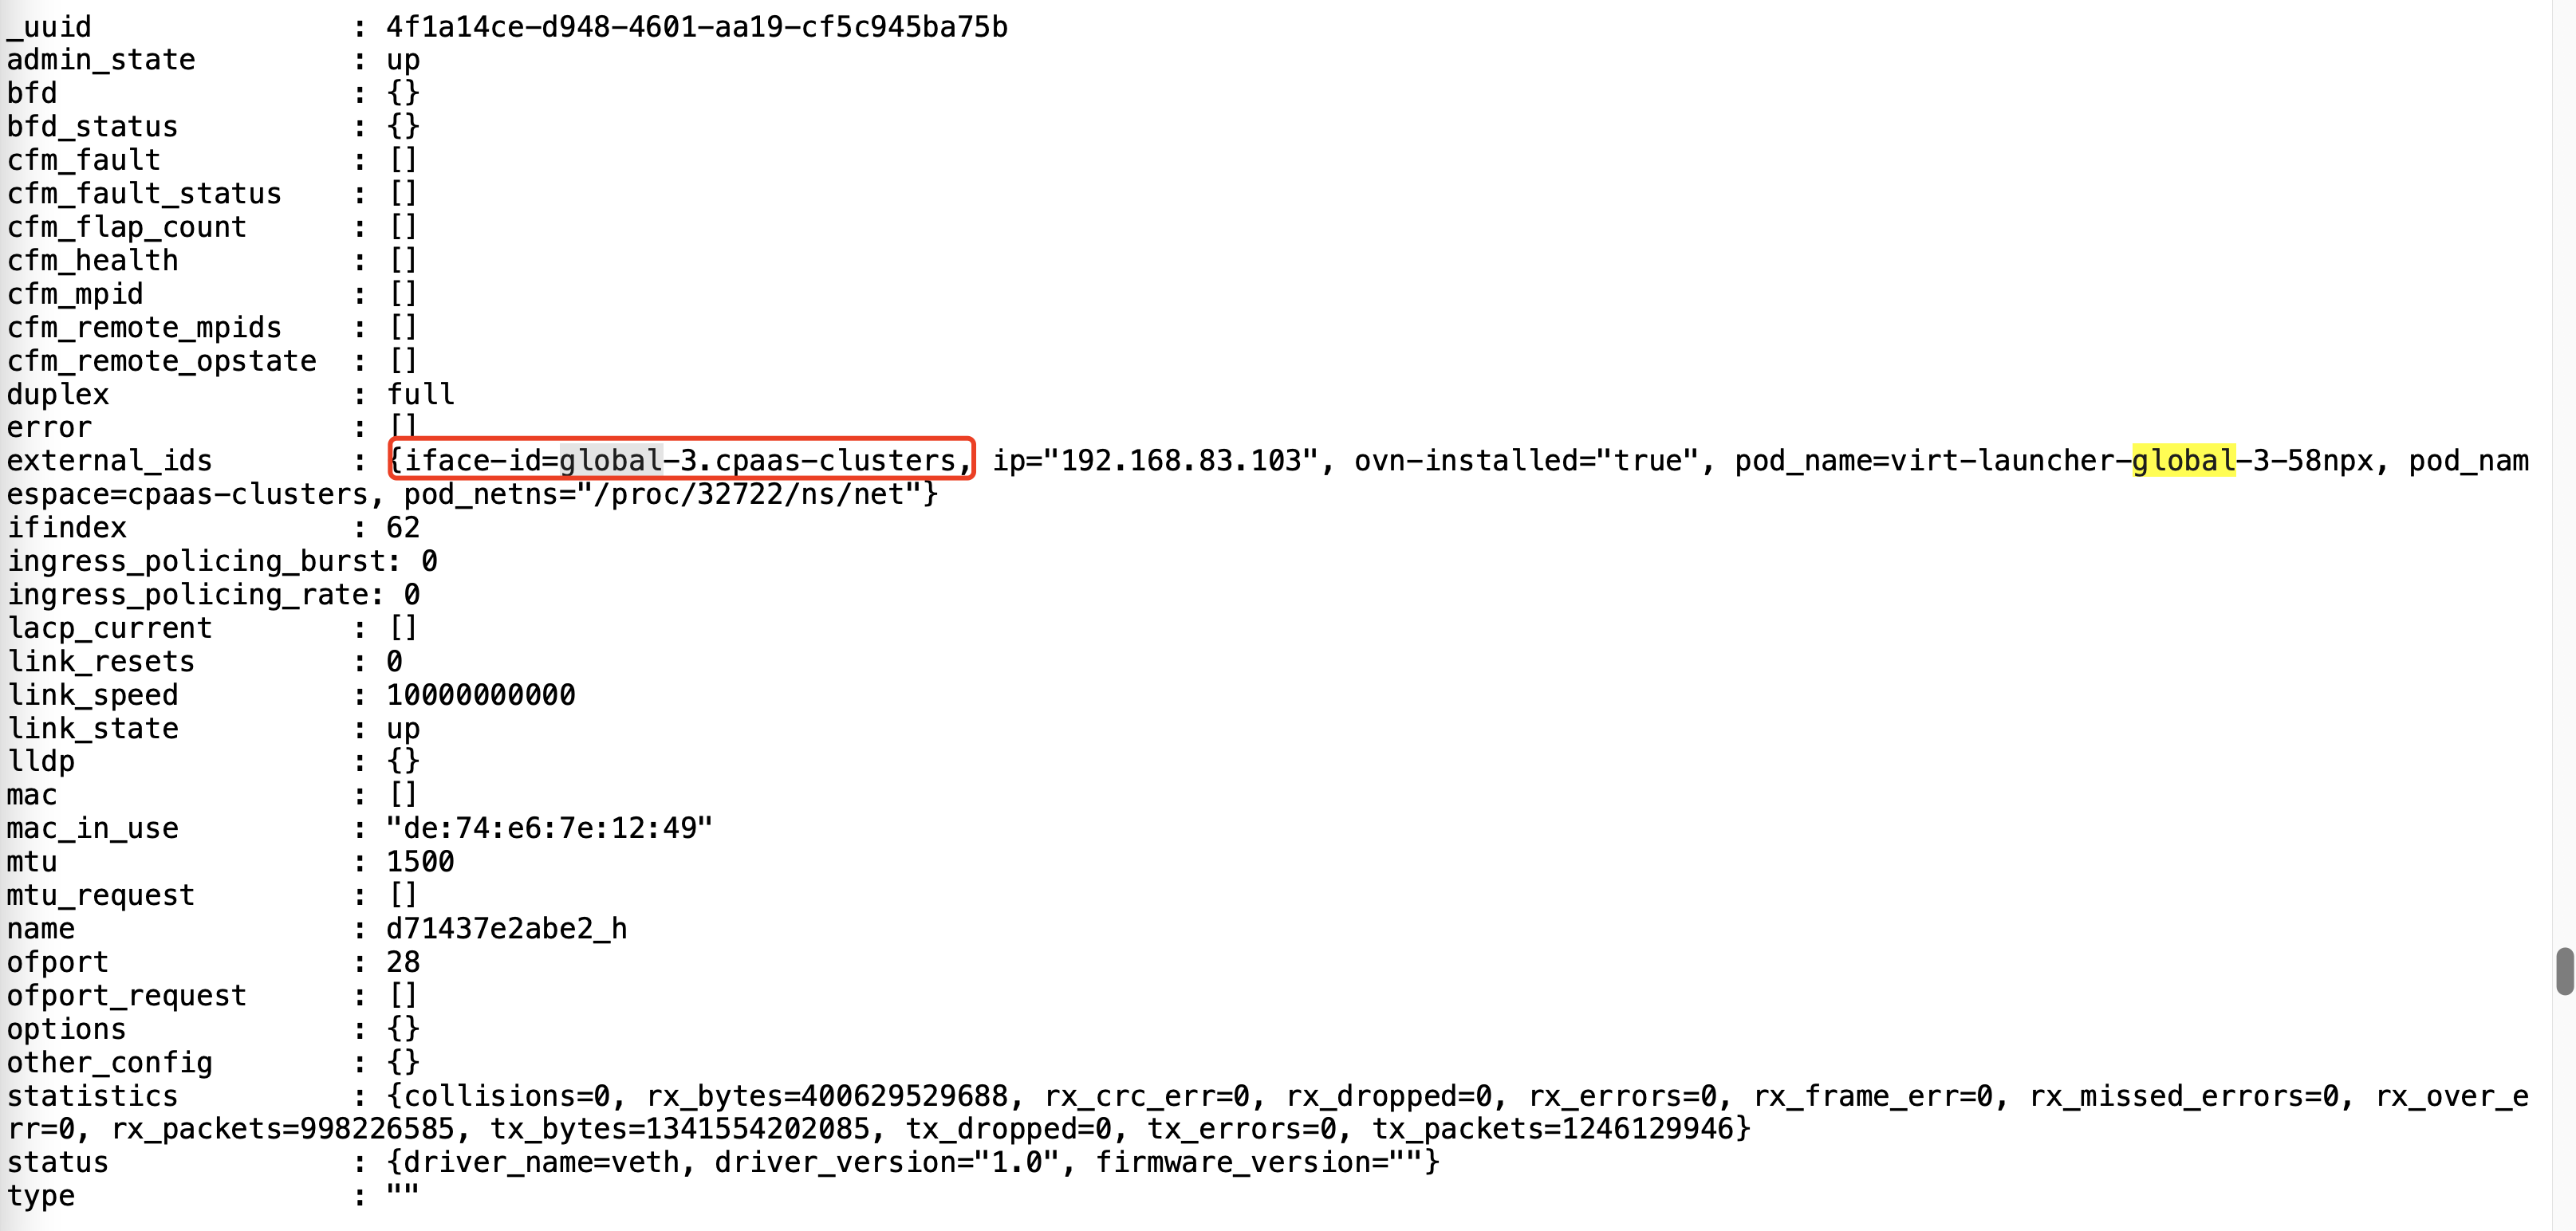 _uuid : 4f1a14ce-d948-4601-aa19-cf5c945ba75b
admin_state : up
bfd : {}
bfd_status : {}
cfm_fault : []
cfm_fault_status : []
cfm_flap_count : []
cfm_health : []
cfm_mpid : []
cfm_remote_mpids : []
cfm_remote_opstate : []
duplex : full
error : []
external_ids : {iface-id=global-3.cpaas-clusters, ip="192.168.83.103", ovn-installed="true", pod_name=virt-launcher-global-3-58npx, pod_nam
espace=cpaas-clusters, pod_netns="/proc/32722/ns/net"}
ifindex : 62
ingress_policing_burst: 0
ingress_policing_rate: 0
lacp_current : []
link_resets : 0
link_speed : 10000000000
link_state : up
lldp : {}
mac : []
mac_in_use : "de:74:e6:7e:12:49"
mtu : 1500
mtu_request : []
name : d71437e2abe2_h
ofport : 28
ofport_request : []
options : {}
other_config : {}
statistics : {collisions=0, rx_bytes=400629529688, rx_crc_err=0, rx_dropped=0, rx_errors=0, rx_frame_err=0, rx_missed_errors=0, rx_over_e
rr=0, rx_packets=998226585, tx_bytes=1341554202085, tx_dropped=0, tx_errors=0, tx_packets=1246129946}
status : {driver_name=veth, driver_version="1.0", firmware_version=""}
type : ""